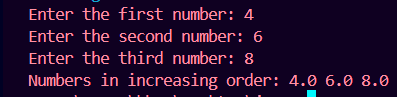 Enter the first number: 4
Enter the second number: 6
Enter the third number: 8
Numbers in increasing order: 4.0 6.0 8.0